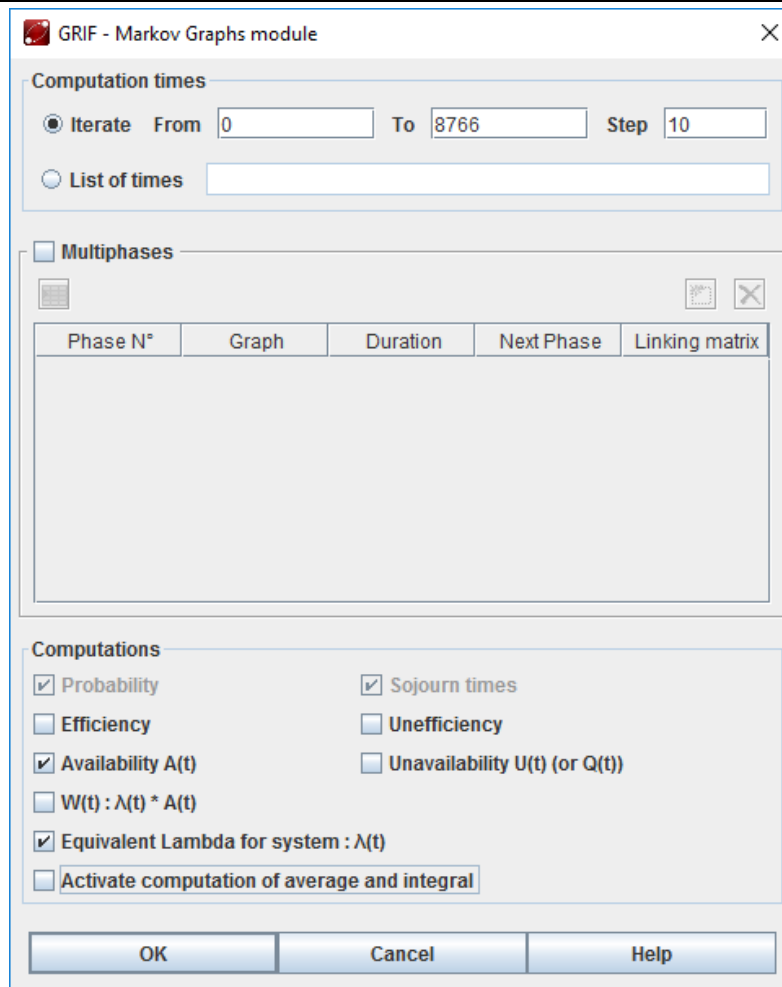 GRIF - Markov Graphs module
Computation times
Iterate From 0 To 8766 Step 10
List of times
Multiphases
Phase N° Graph Duration Next Phase Linking matrix
Computations
Probability Sojourn times
Efficiency Unefficiency
Availability A(t) Unavailability U(t) (or Q(t))
W(t) : λ(t) * A(t)
Equivalent Lambda for system : λ(t)
Activate computation of average and integral
OK Cancel Help